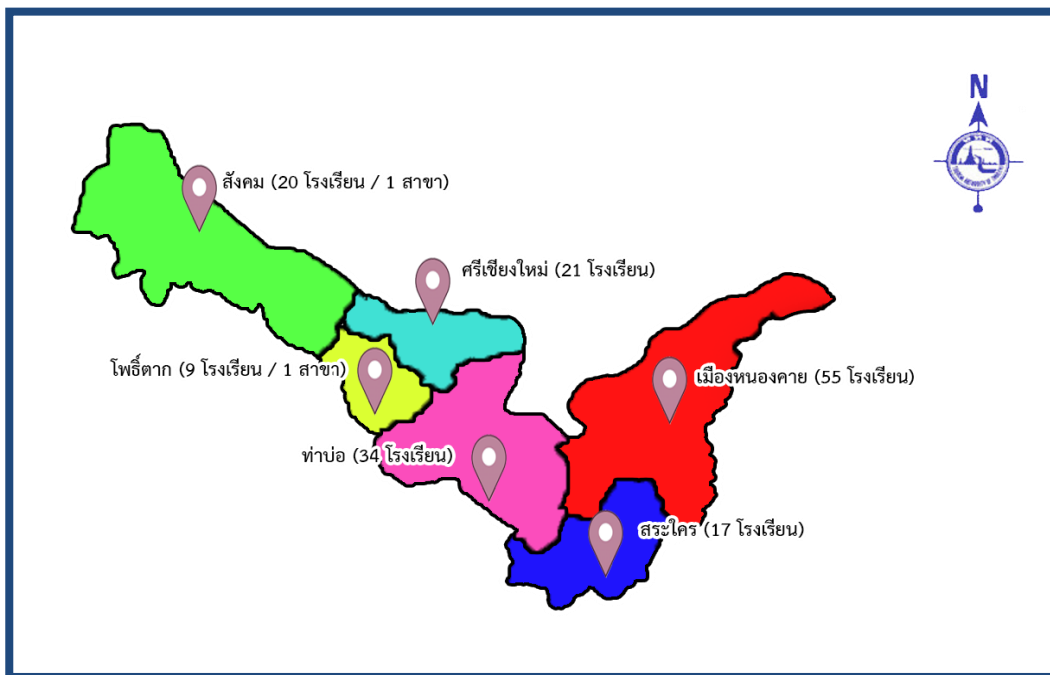 N
สังคม (20 โรงเรียน / 1 สาขา)
ศรีเชียงใหม่ (21 โรงเรียน)
โพธิ์ตาก (9 โรงเรียน / 1 สาขา)
เมืองหนองคาย (55 โรงเรียน)
ท่าบ่อ (34 โรงเรียน)
สระใคร (17 โรงเรียน)